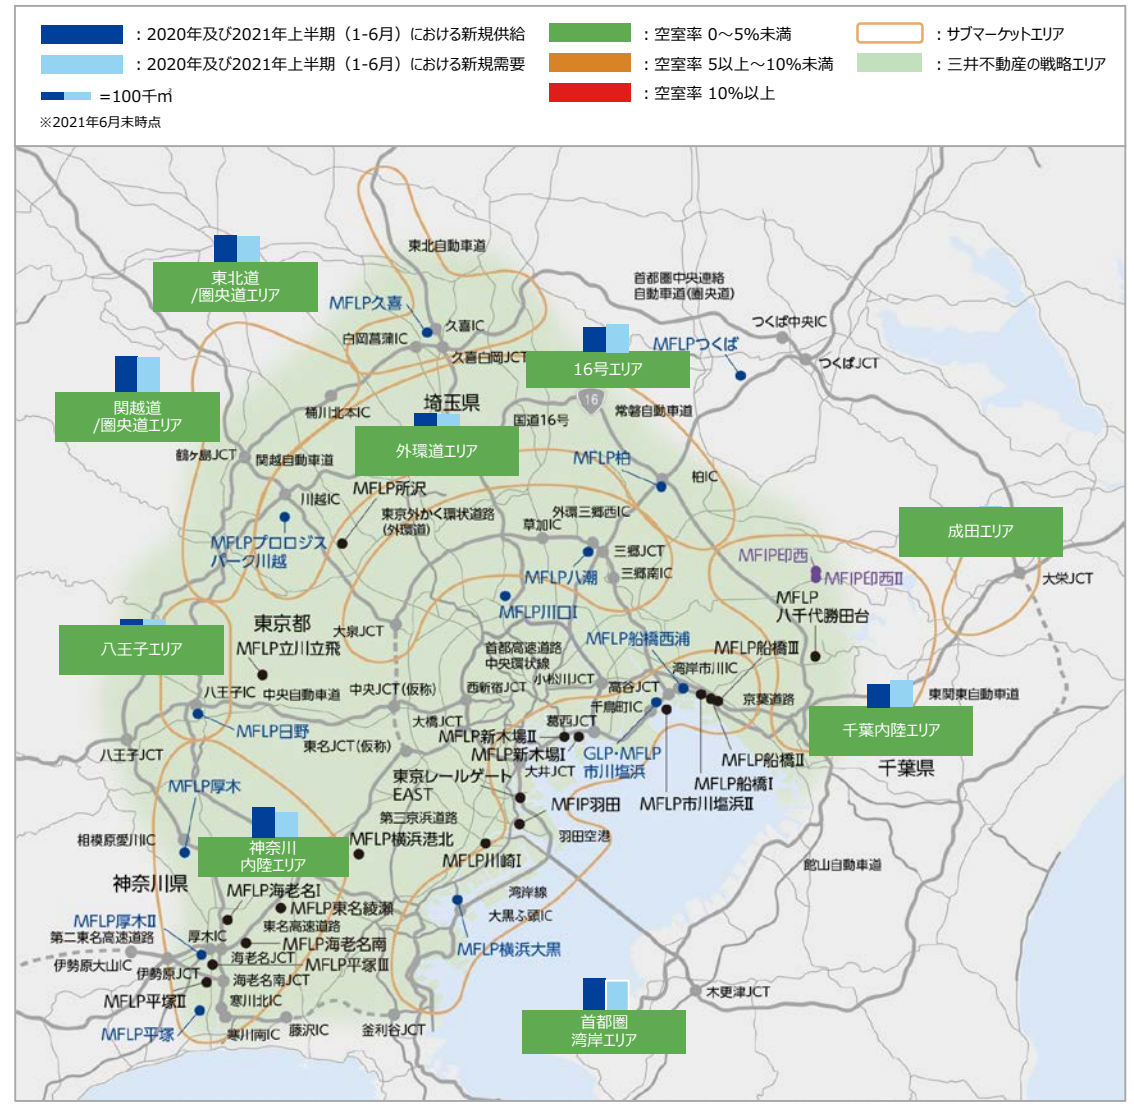 ：2020年及び2021年上半期（1-6月）における新規供給
：空室率 0～5%未満
：サブマーケットエリア
：2020年及び2021年上半期（1-6月）における新規需要
：空室率 5以上～10%未満
：三井不動産の戦略エリア
=100千㎡
：空室率 10%以上
※2021年6月末時点
東北自動車道
東北道
/圏央道エリア
首都圏中央連絡
自動車道(圏央道)
MFLP久喜
久喜IC
白岡菖蒲IC
久喜白岡JCT
つくば中央IC
MFLPつくば
つくばJCT
16号エリア
16
関越道
/圏央道エリア
埼玉県
桶川北本IC
国道16号
常磐自動車道
外環道エリア
鶴ヶ島JCT
関越自動車道
MFLP柏
柏IC
川越IC
MFLP所沢
東京外かく環状道路
(外環道)
外環三郷西IC
草加IC
成田エリア
MFLPプロロジス
パーク川越
三郷JCT
MFLP八潮
三郷南IC
MFIP印西
MFIP印西Ⅱ
大栄JCT
MFLP
八千代勝田台
MFLP川口Ⅰ
東京都
大泉JCT
八王子エリア
MFLP立川立飛
首都高速道路
中央環状線
MFLP船橋西浦
MFLP船橋Ⅲ
湾岸市川IC
小松川JCT
八王子IC
中央自動車道
中央JCT(仮称)
西新宿JCT
高谷JCT
京葉道路
東関東自動車道
千鳥町IC
MFLP日野
大橋JCT
葛西JCT
千葉内陸エリア
八王子JCT
東名JCT(仮称)
MFLP新木場Ⅱ
MFLP新木場Ⅰ
GLP・MFLP
市川塩浜
MFLP船橋Ⅱ
千葉県
大井JCT
東京レールゲート
EAST
MFLP船橋Ⅰ
MFLP厚木
MFIP羽田
MFLP市川塩浜Ⅱ
第三京浜道路
相模原愛川IC
神奈川
内陸エリア
MFLP横浜港北
羽田空港
MFLP川崎Ⅰ
館山自動車道
神奈川県
MFLP海老名Ⅰ
湾岸線
MFLP東名綾瀬
大黒ふ頭IC
MFLP厚木Ⅱ
東名高速道路
第二東名高速道路
厚木IC
MFLP海老名南
MFLP横浜大黒
伊勢原大山IC
海老名JCT
MFLP平塚Ⅲ
伊勢原JCT
海老名南JCT
木更津JCT
MFLP平塚Ⅱ
寒川北IC
首都圏
湾岸エリア
MFLP平塚
寒川南IC
藤沢IC
釜利谷JCT